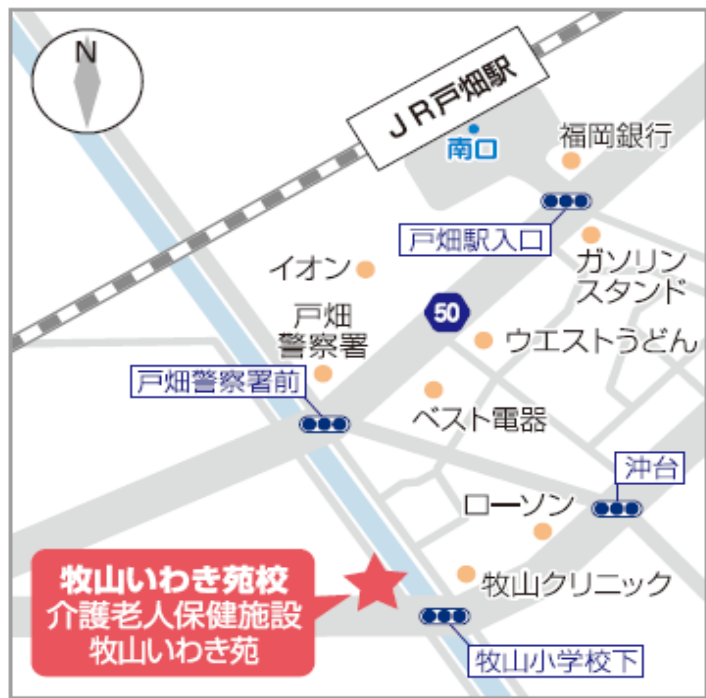 N
JR戸畑駅
南口
福岡銀行
戸畑駅入口
ガソリン
スタンド
イオン
50
戸畑
警察署
ウエストうどん
戸畑警察署前
ベスト電器
沖台
ローソン
牧山いわき苑校
介護老人保健施設
牧山いわき苑
牧山クリニック
牧山小学校下